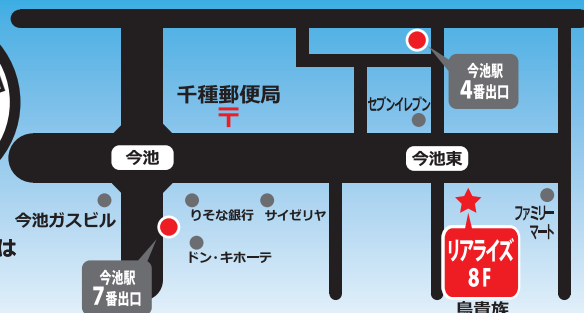 今池駅
4番出口
千種郵便局
〒
セブンイレブン
今池
今池東
今池ガスビル
りそな銀行
サイゼリヤ
ファミリー
マート
は
ドン・キホーテ
リアライズ
8F
今池駅
7番出口
鳥貴族